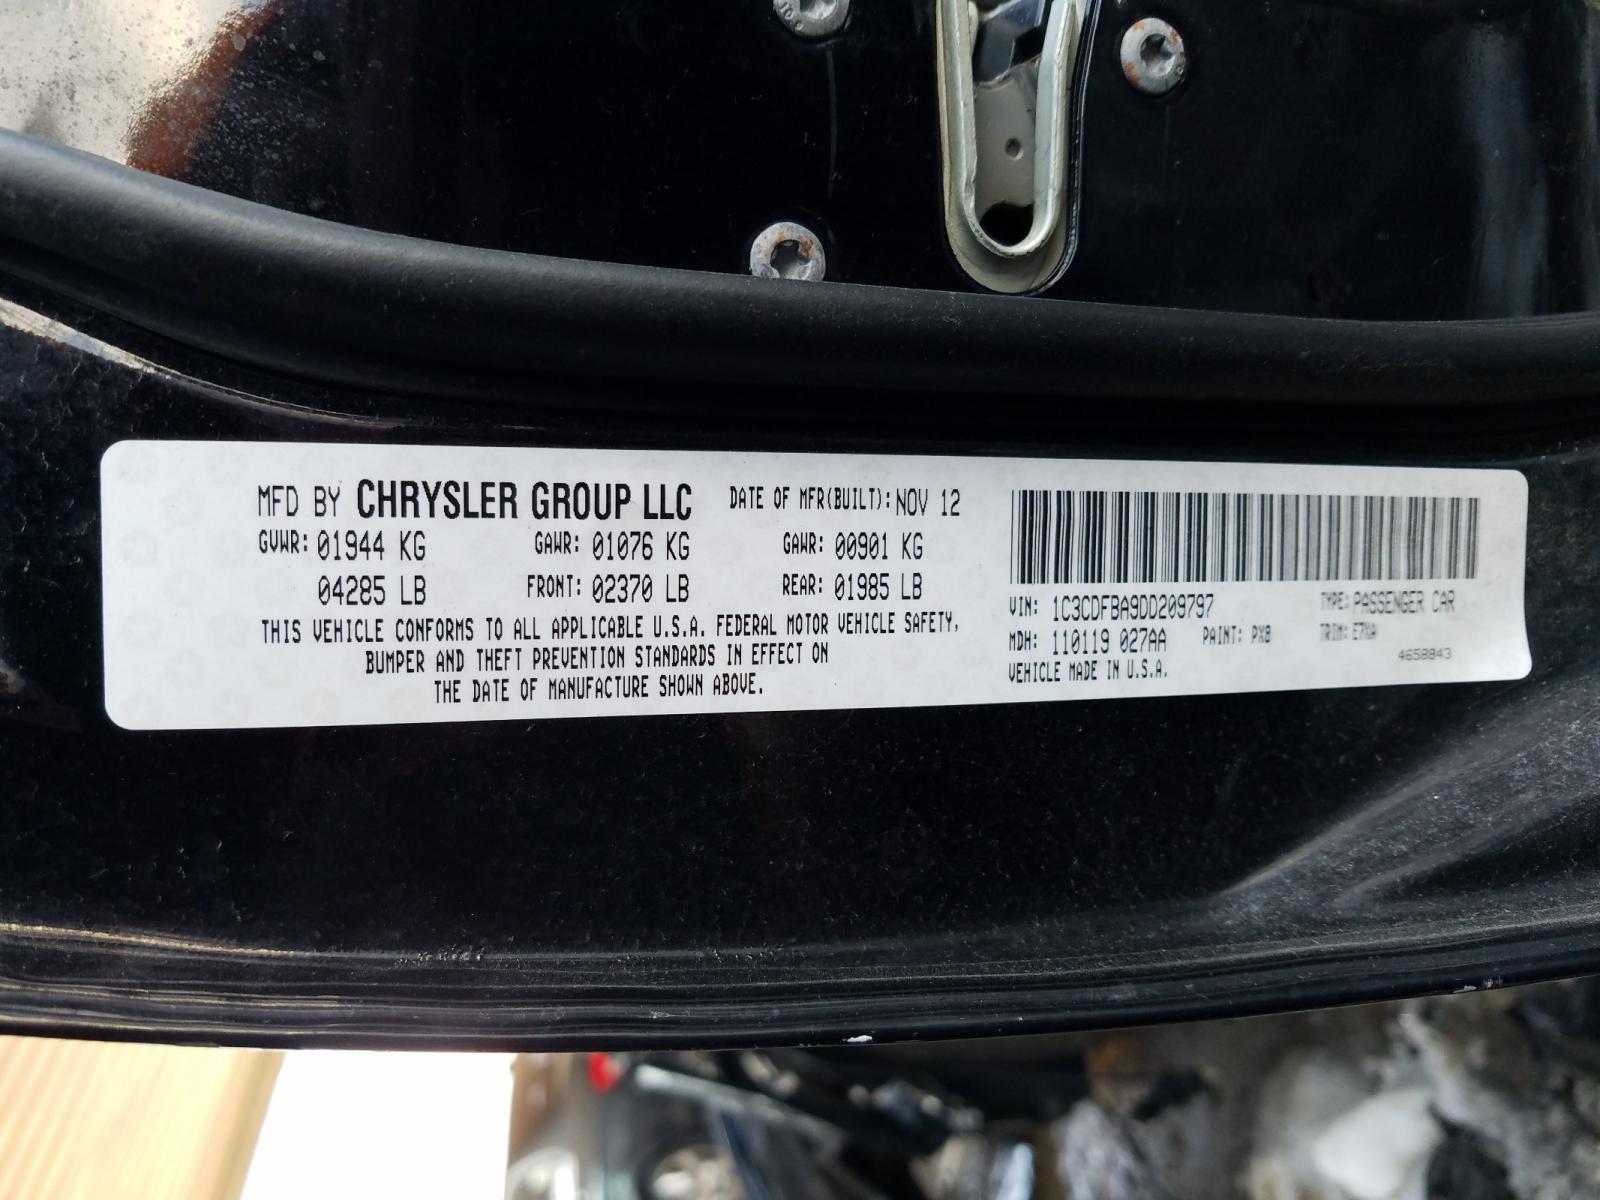 MFD BY CHRYSLER GROUP LLC DATE OF MFR(BUILT): NOV 12
GVWR: 01944 KG GAWR: 01076 KG GAWR: 00901 KG
04285 LB FRONT: 02370 LB REAR: 01985 LB
THIS VEHICLE CONFORMS TO ALL APPLICABLE U.S.A. FEDERAL MOTOR VEHICLE SAFETY,
BUMPER AND THEFT PREVENTION STANDARDS IN EFFECT ON
THE DATE OF MANUFACTURE SHOWN ABOVE.
VIN: 1C3CDFBA9DD209797 TYPE: PASSENGER CAR
MDH: 110119 027AA PAINT: PX8 TRIM: E7XA
VEHICLE MADE IN U.S.A. 4658843